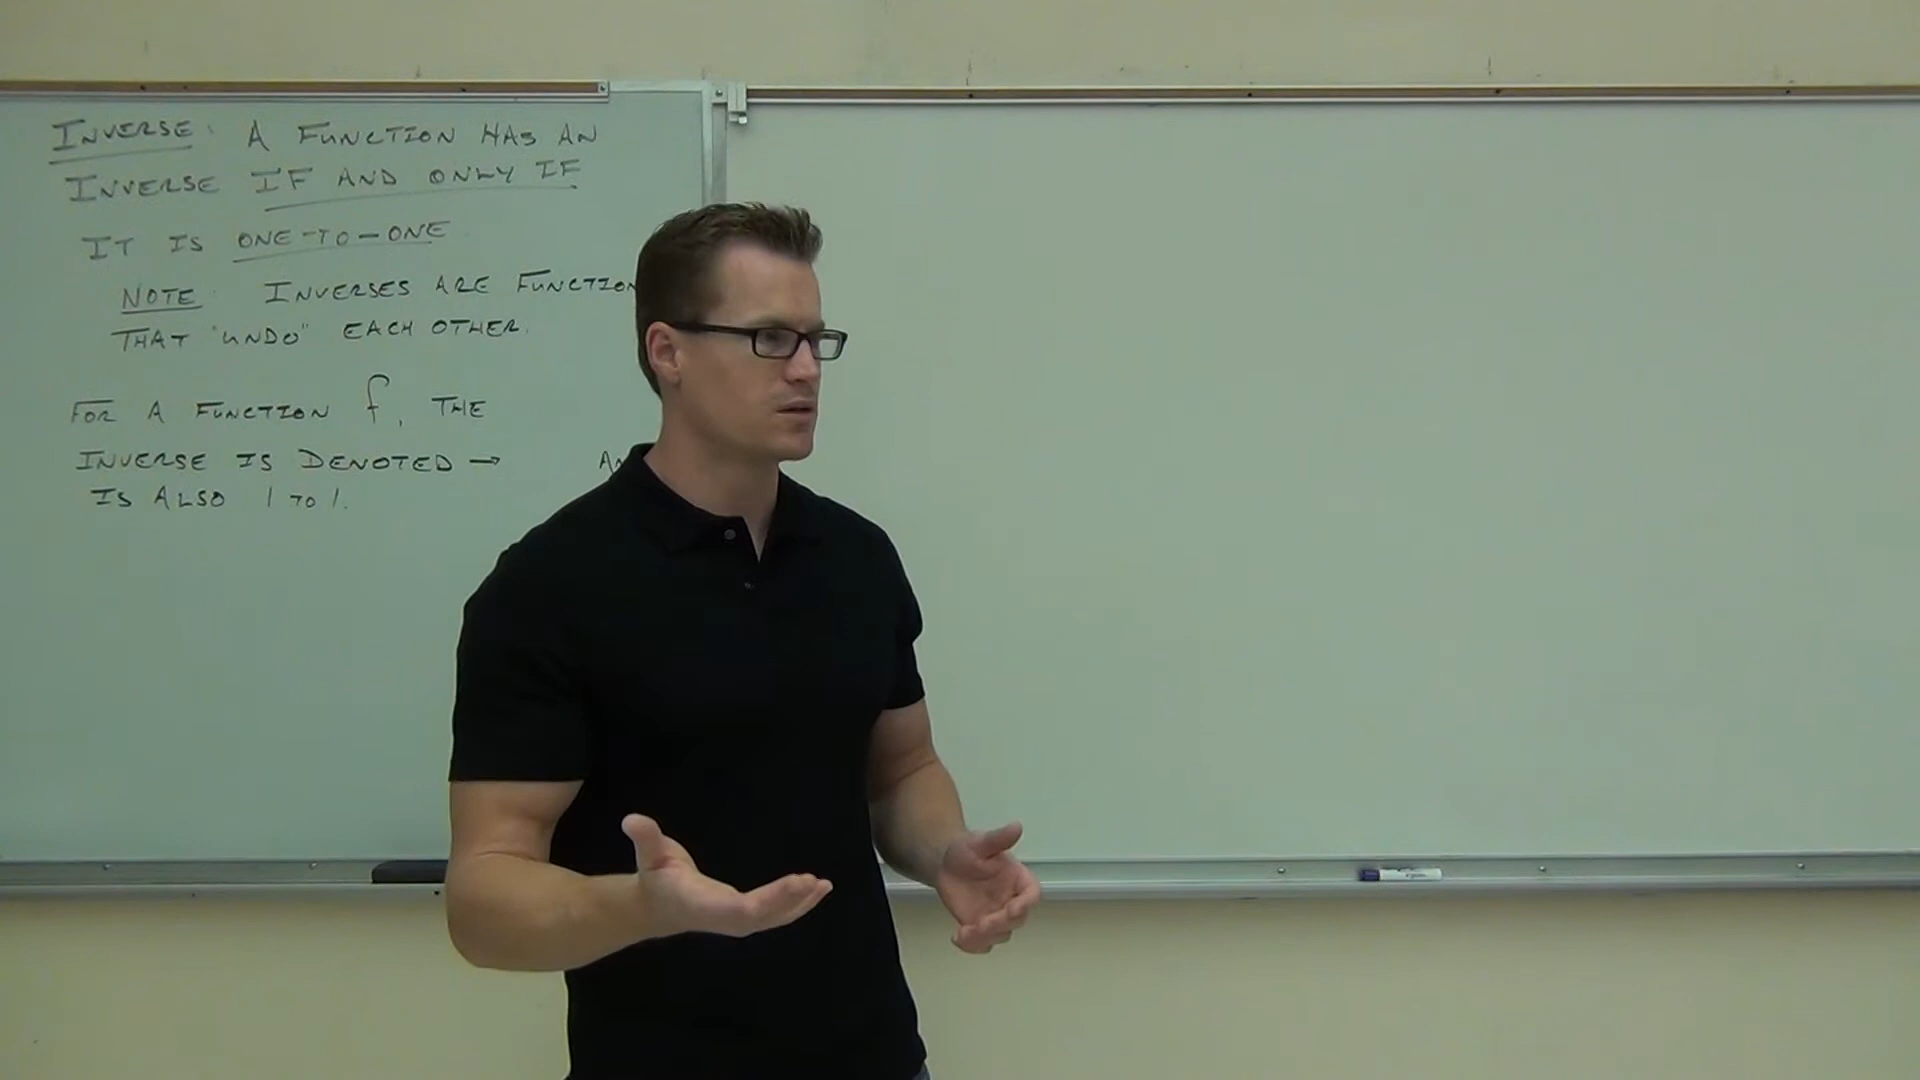 INVERSE: A FUNCTION HAS AN
INVERSE IF AND ONLY IF
IT IS ONE-TO-ONE
NOTE: INVERSES ARE FUNCTION
THAT "UNDO" EACH OTHER.
FOR A FUNCTION f, THE
INVERSE IS DENOTED →
IS ALSO 1 TO 1.